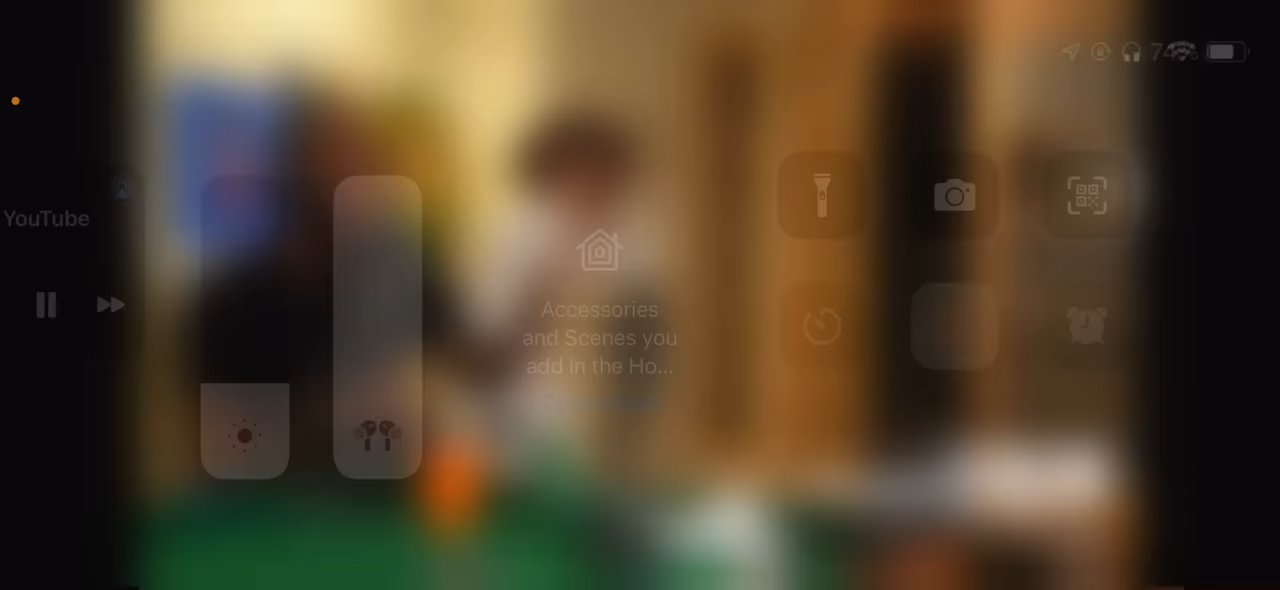 YouTube
Accessories
and Scenes you
add in the Ho...